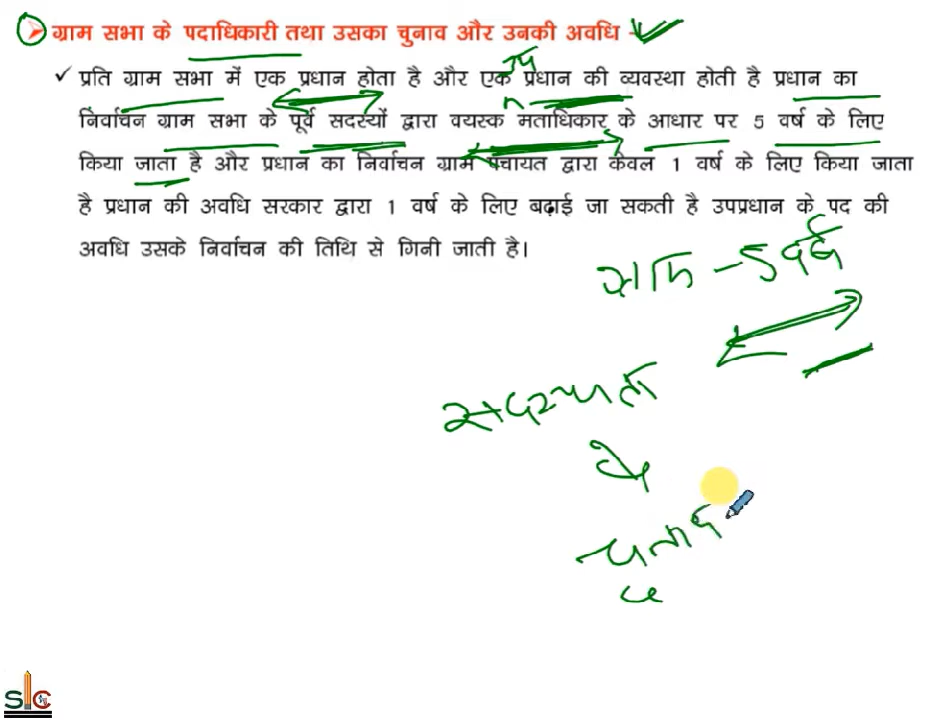 ग्राम सभा के पदाधिकारी तथा उसका चुनाव और उनकी अवधि -
उप
प्रति ग्राम सभा में एक प्रधान होता है और एक प्रधान की व्यवस्था होती है प्रधान का
निर्वाचन ग्राम सभा के पूर्व सदस्यों द्वारा वयस्क मताधिकार के आधार पर 5 वर्ष के लिए
किया जाता है और प्रधान का निर्वाचन ग्राम पंचायत द्वारा केवल 1 वर्ष के लिए किया जाता
है प्रधान की अवधि सरकार द्वारा 1 वर्ष के लिए बढ़ाई जा सकती है उपप्रधान के पद की
अवधि उसके निर्वाचन की तिथि से गिनी जाती है।
- 5 वर्ष
सदस्यता
SLC